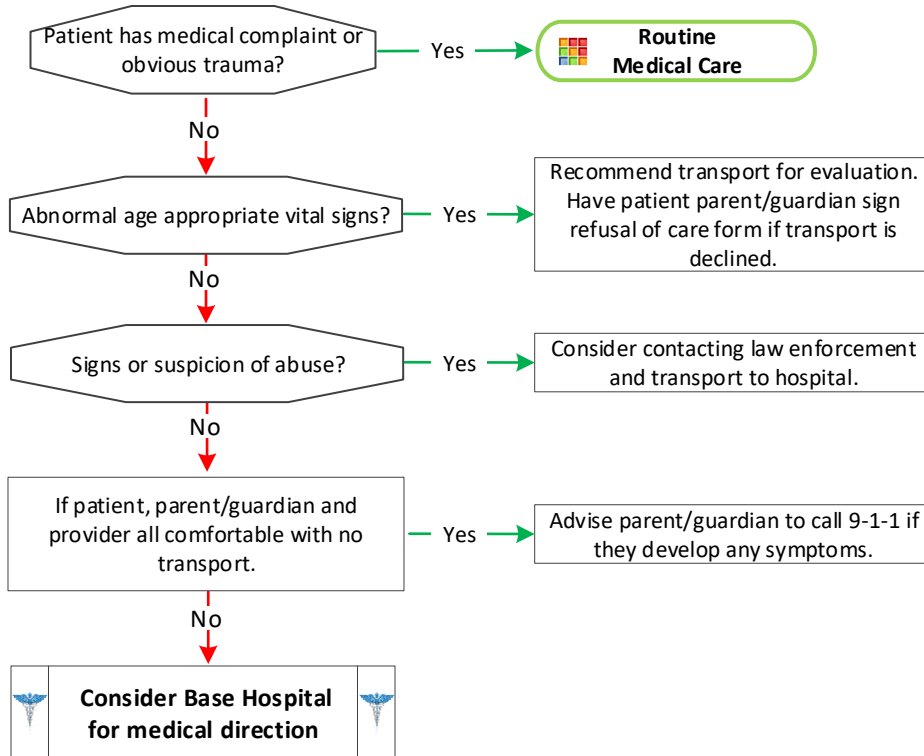 Patient has medical complaint or
obvious trauma?
Yes
Routine
Medical Care
No
Abnormal age appropriate vital signs?
Yes
Recommend transport for evaluation.
Have patient parent/guardian sign
refusal of care form if transport is
declined.
No
Signs or suspicion of abuse?
Yes
Consider contacting law enforcement
and transport to hospital.
No
If patient, parent/guardian and
provider all comfortable with no
transport.
Yes
Advise parent/guardian to call 9-1-1 if
they develop any symptoms.
No
Consider Base Hospital
for medical direction